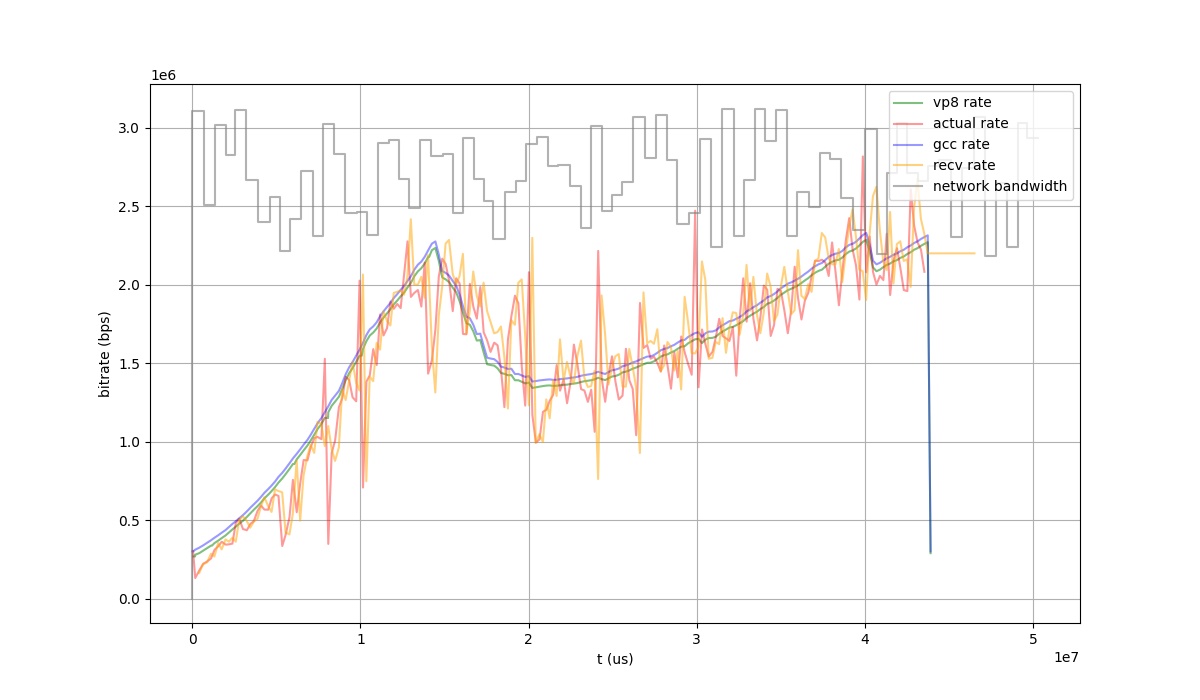 1e6
3.0
2.5
2.0
1.5
1.0
0.5
0.0
bitrate (bps)
vp8 rate
actual rate
gcc rate
recv rate
network bandwidth
0 1 2 3 4 5
t (us)
1e7